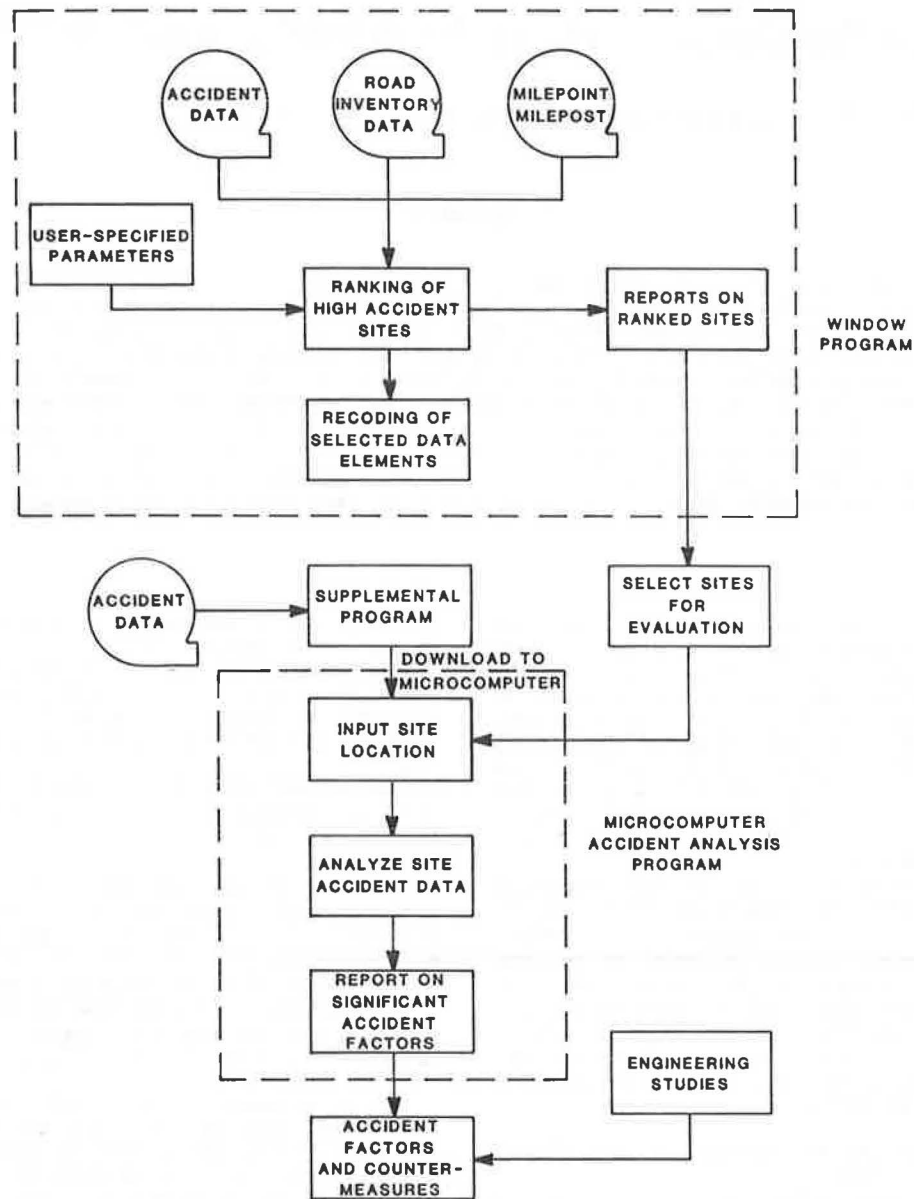 ACCIDENT
DATA
ROAD
INVENTORY
DATA
MILEPOINT
MILEPOST
USER-SPECIFIED
PARAMETERS
RANKING OF
HIGH ACCIDENT
SITES
REPORTS ON
RANKED SITES
WINDOW
PROGRAM
RECODING OF
SELECTED DATA
ELEMENTS
ACCIDENT
DATA
SUPPLEMENTAL
PROGRAM
SELECT SITES
FOR
EVALUATION
DOWNLOAD TO
MICROCOMPUTER
INPUT SITE
LOCATION
MICROCOMPUTER
ACCIDENT ANALYSIS
PROGRAM
ANALYZE SITE
ACCIDENT DATA
REPORT ON
SIGNIFICANT
ACCIDENT
FACTORS
ENGINEERING
STUDIES
ACCIDENT
FACTORS
AND COUNTER-
MEASURES